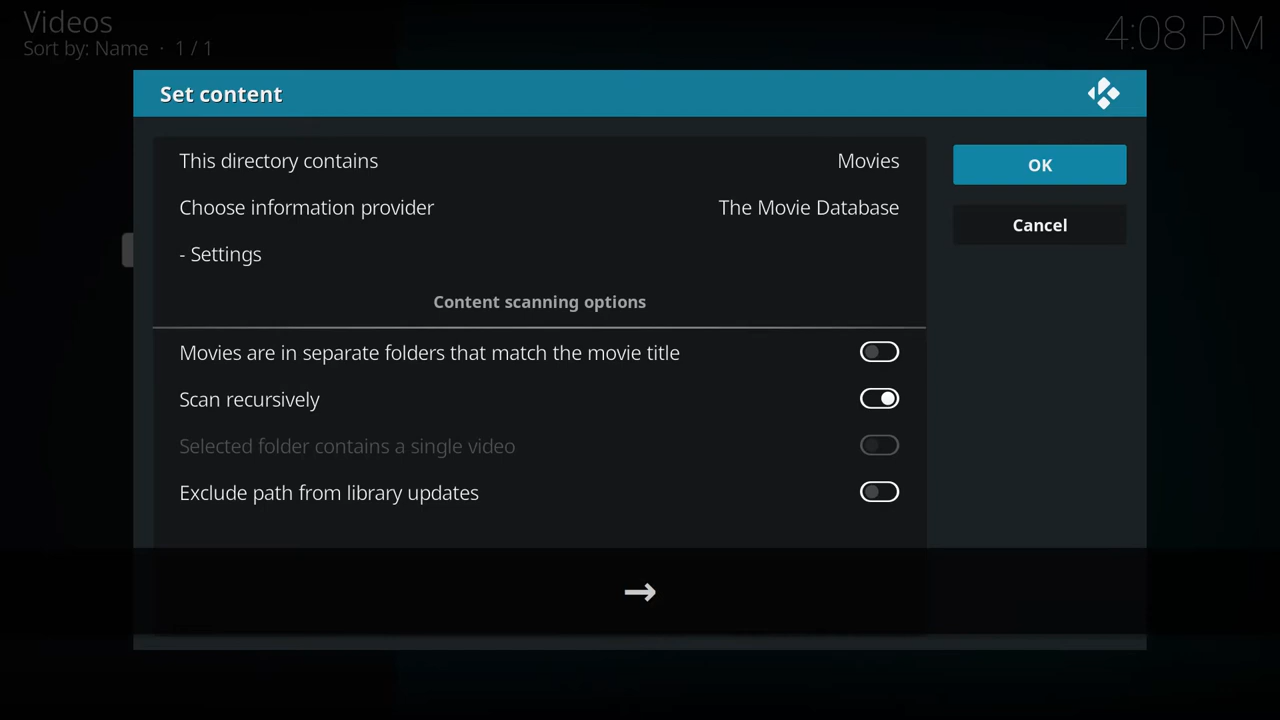 Videos
Sort by: Name · 1 / 1
4:08 PM
Set content
This directory contains Movies
Choose information provider The Movie Database
- Settings
Content scanning options
Movies are in separate folders that match the movie title
Scan recursively
Selected folder contains a single video
Exclude path from library updates
OK
Cancel
→